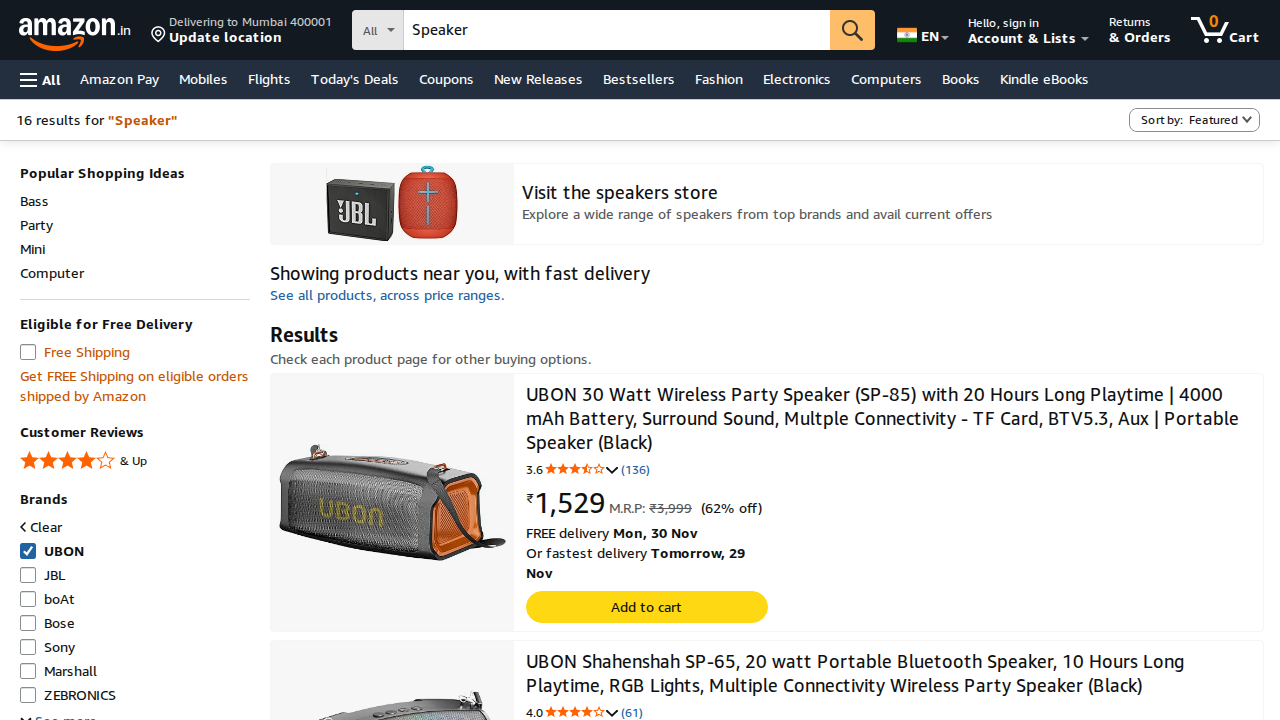 amazon.in
Delivering to Mumbai 400001
Update location
All
Speaker
EN
Hello, sign in
Account & Lists
Returns
& Orders
0
Cart
All
Amazon Pay
Mobiles
Flights
Today's Deals
Coupons
New Releases
Bestsellers
Fashion
Electronics
Computers
Books
Kindle eBooks
16 results for "Speaker"
Sort by: Featured
Popular Shopping Ideas
Bass
Party
Mini
Computer
Eligible for Free Delivery
Free Shipping
Get FREE Shipping on eligible orders
shipped by Amazon
Customer Reviews
& Up
Brands
Clear
UBON
JBL
boAt
Bose
Sony
Marshall
ZEBRONICS
See more
JBL
Visit the speakers store
Explore a wide range of speakers from top brands and avail current offers
Showing products near you, with fast delivery
See all products, across price ranges.
Results
Check each product page for other buying options.
UBON
UBON 30 Watt Wireless Party Speaker (SP-85) with 20 Hours Long Playtime | 4000
mAh Battery, Surround Sound, Multple Connectivity - TF Card, BTV5.3, Aux | Portable
Speaker (Black)
3.6 (136)
₹1,529 M.R.P: ₹3,999 (62% off)
FREE delivery Mon, 30 Nov
Or fastest delivery Tomorrow, 29
Nov
Add to cart
UBON Shahenshah SP-65, 20 watt Portable Bluetooth Speaker, 10 Hours Long
Playtime, RGB Lights, Multiple Connectivity Wireless Party Speaker (Black)
4.0 (61)